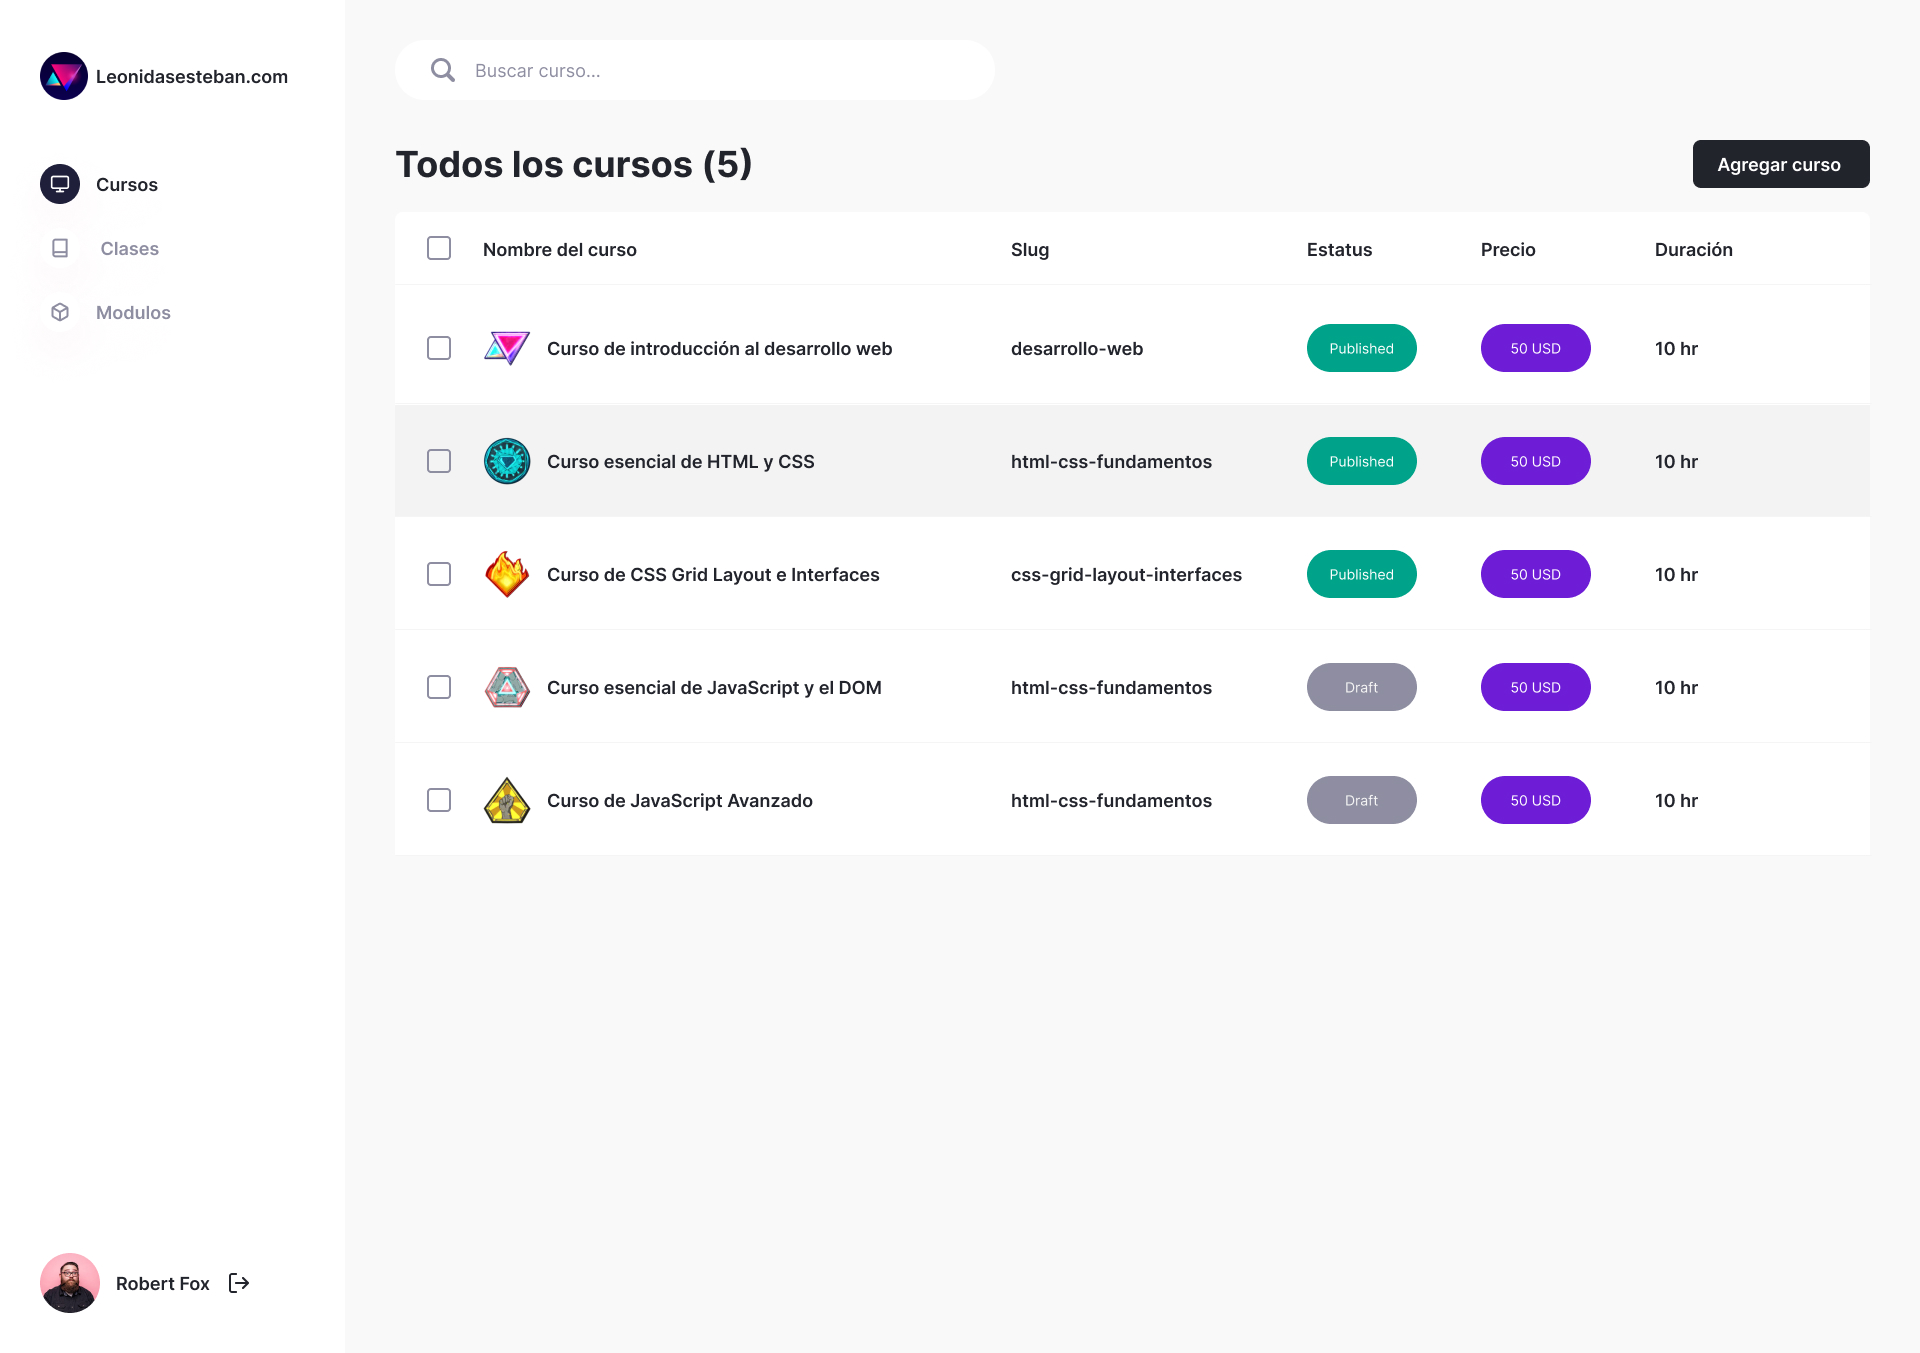 Leonidasesteban.com
Cursos
Clases
Modulos
Robert Fox
Buscar curso...
Todos los cursos (5)
Agregar curso
Nombre del curso Slug Estatus Precio Duración
Curso de introducción al desarrollo web desarrollo-web Published 50 USD 10 hr
Curso esencial de HTML y CSS html-css-fundamentos Published 50 USD 10 hr
Curso de CSS Grid Layout e Interfaces css-grid-layout-interfaces Published 50 USD 10 hr
Curso esencial de JavaScript y el DOM html-css-fundamentos Draft 50 USD 10 hr
Curso de JavaScript Avanzado html-css-fundamentos Draft 50 USD 10 hr